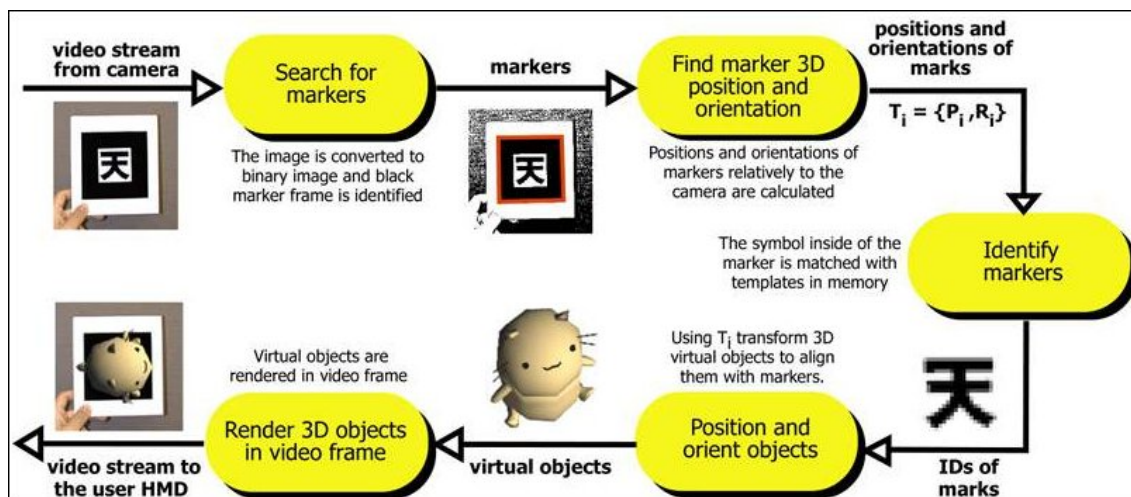 video stream
from camera
Search for
markers
The image is converted to
binary image and black
marker frame is identified
天
markers
天
Find marker 3D
position and
orientation
Positions and orientations of
markers relatively to the
camera are calculated
positions and
orientations of
marks
Tᵢ = {Pᵢ ,Rᵢ}
Identify
markers
The symbol inside of the
marker is matched with
templates in memory
天
IDs of
marks
Position and
orient objects
Using Tᵢ transform 3D
virtual objects to align
them with markers.
virtual objects
Render 3D objects
in video frame
Virtual objects are
rendered in video frame
video stream to
the user HMD